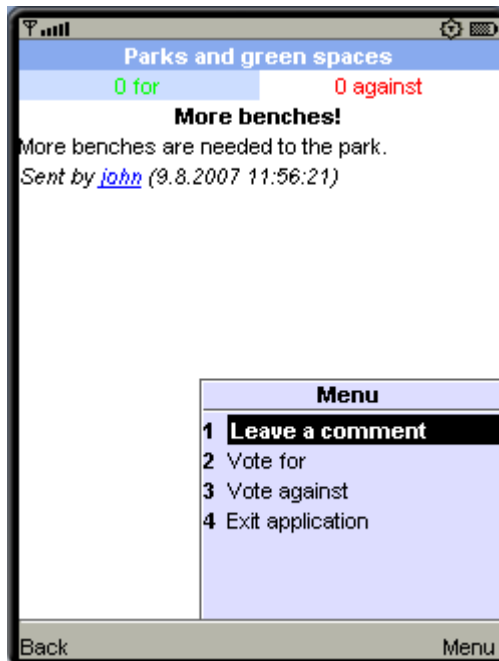 Parks and green spaces
0 for 0 against
More benches!
More benches are needed to the park.
Sent by john (9.8.2007 11:56:21)
Menu
1 Leave a comment
2 Vote for
3 Vote against
4 Exit application
Back Menu